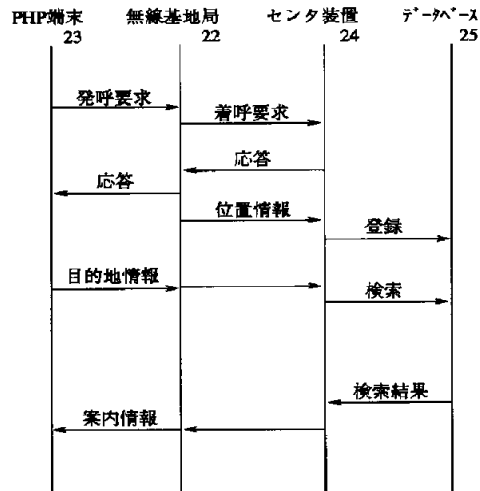 PHP端末 無線基地局 センタ装置 データベース
23 22 24 25
発呼要求
着呼要求
応答
応答
位置情報
登録
目的地情報
検索
検索結果
案内情報